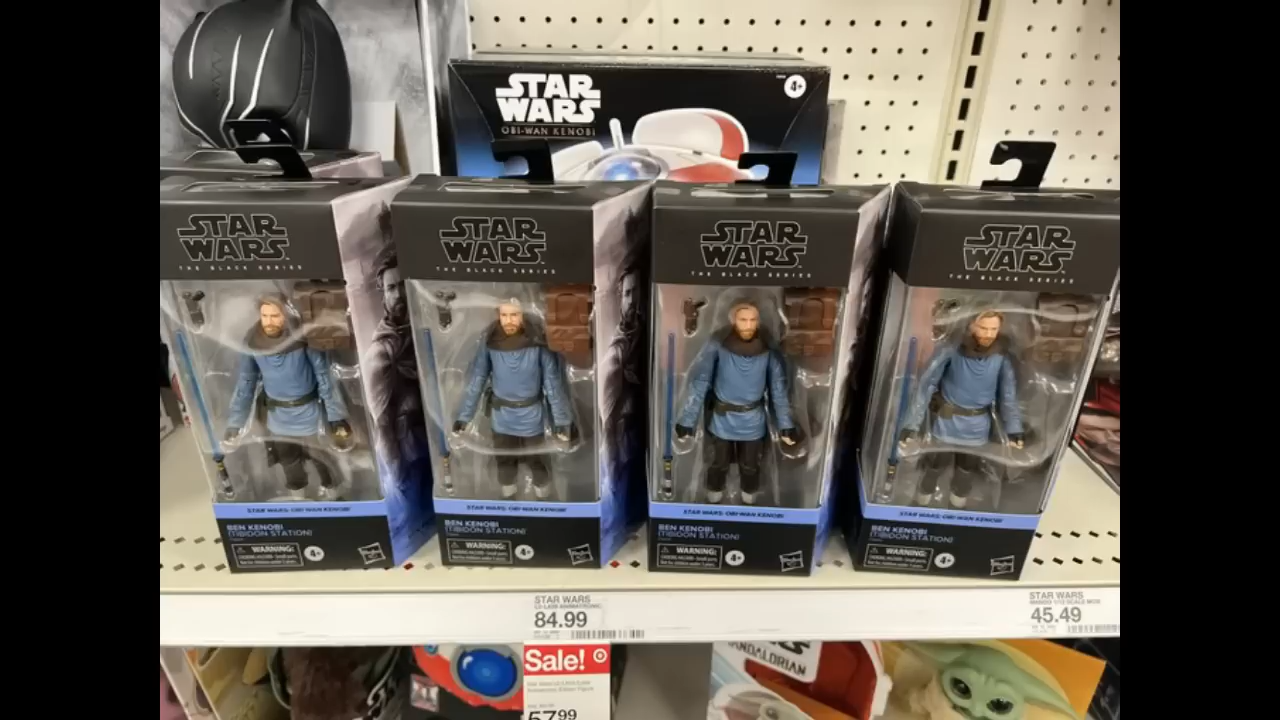 STAR
WARS
OBI-WAN KENOBI
4+
STAR
WARS
THE BLACK SERIES
STAR
WARS
THE BLACK SERIES
STAR
WARS
THE BLACK SERIES
STAR
WARS
THE BLACK SERIES
STAR WARS: OBI-WAN KENOBI
BEN KENOBI
(TIBIDON STATION)
WARNING:
4+
Hasbro
STAR WARS: OBI-WAN KENOBI
BEN KENOBI
(TIBIDON STATION)
WARNING:
4+
Hasbro
STAR WARS: OBI-WAN KENOBI
BEN KENOBI
(TIBIDON STATION)
WARNING:
4+
Hasbro
STAR WARS: OBI-WAN KENOBI
BEN KENOBI
(TIBIDON STATION)
WARNING:
4+
Hasbro
STAR WARS
84.99
STAR WARS
45.49
Sale!
57.99
WARS
MANDALORIAN